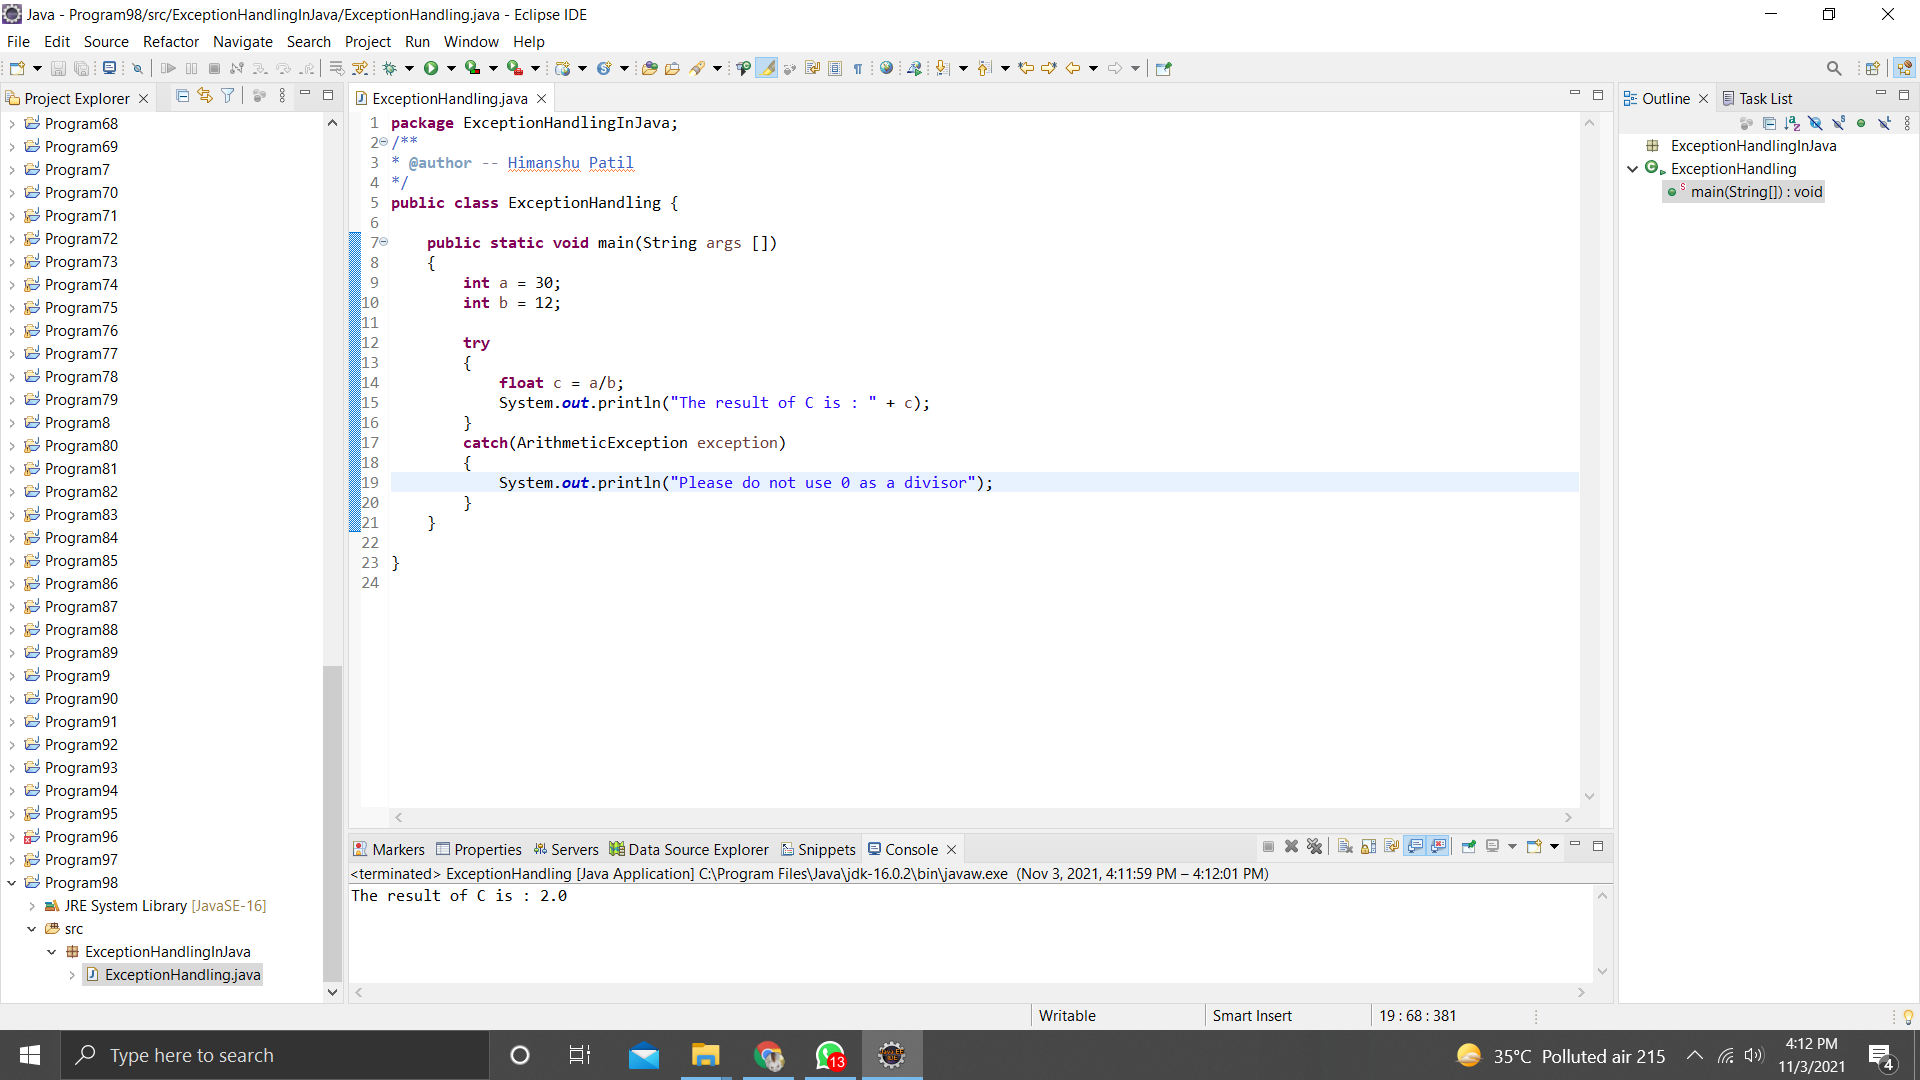 Java - Program98/src/ExceptionHandlingInJava/ExceptionHandling.java - Eclipse IDE
File Edit Source Refactor Navigate Search Project Run Window Help
Project Explorer
Program68
Program69
Program7
Program70
Program71
Program72
Program73
Program74
Program75
Program76
Program77
Program78
Program79
Program8
Program80
Program81
Program82
Program83
Program84
Program85
Program86
Program87
Program88
Program89
Program9
Program90
Program91
Program92
Program93
Program94
Program95
Program96
Program97
Program98
JRE System Library [JavaSE-16]
src
ExceptionHandlingInJava
ExceptionHandling.java
ExceptionHandling.java
1 package ExceptionHandlingInJava;
2 /**
3 * @author -- Himanshu Patil
4 */
5 public class ExceptionHandling {
6
7 public static void main(String args [])
8 {
9 int a = 30;
10 int b = 12;
11
12 try
13 {
14 float c = a/b;
15 System.out.println("The result of C is : " + c);
16 }
17 catch(ArithmeticException exception)
18 {
19 System.out.println("Please do not use 0 as a divisor");
20 }
21 }
22
23 }
24
Outline Task List
ExceptionHandlingInJava
ExceptionHandling
main(String[]) : void
Markers Properties Servers Data Source Explorer Snippets Console
<terminated> ExceptionHandling [Java Application] C:\Program Files\Java\jdk-16.0.2\bin\javaw.exe (Nov 3, 2021, 4:11:59 PM – 4:12:01 PM)
The result of C is : 2.0
Writable Smart Insert 19 : 68 : 381
Type here to search
13
35°C Polluted air 215
4:12 PM
11/3/2021
4